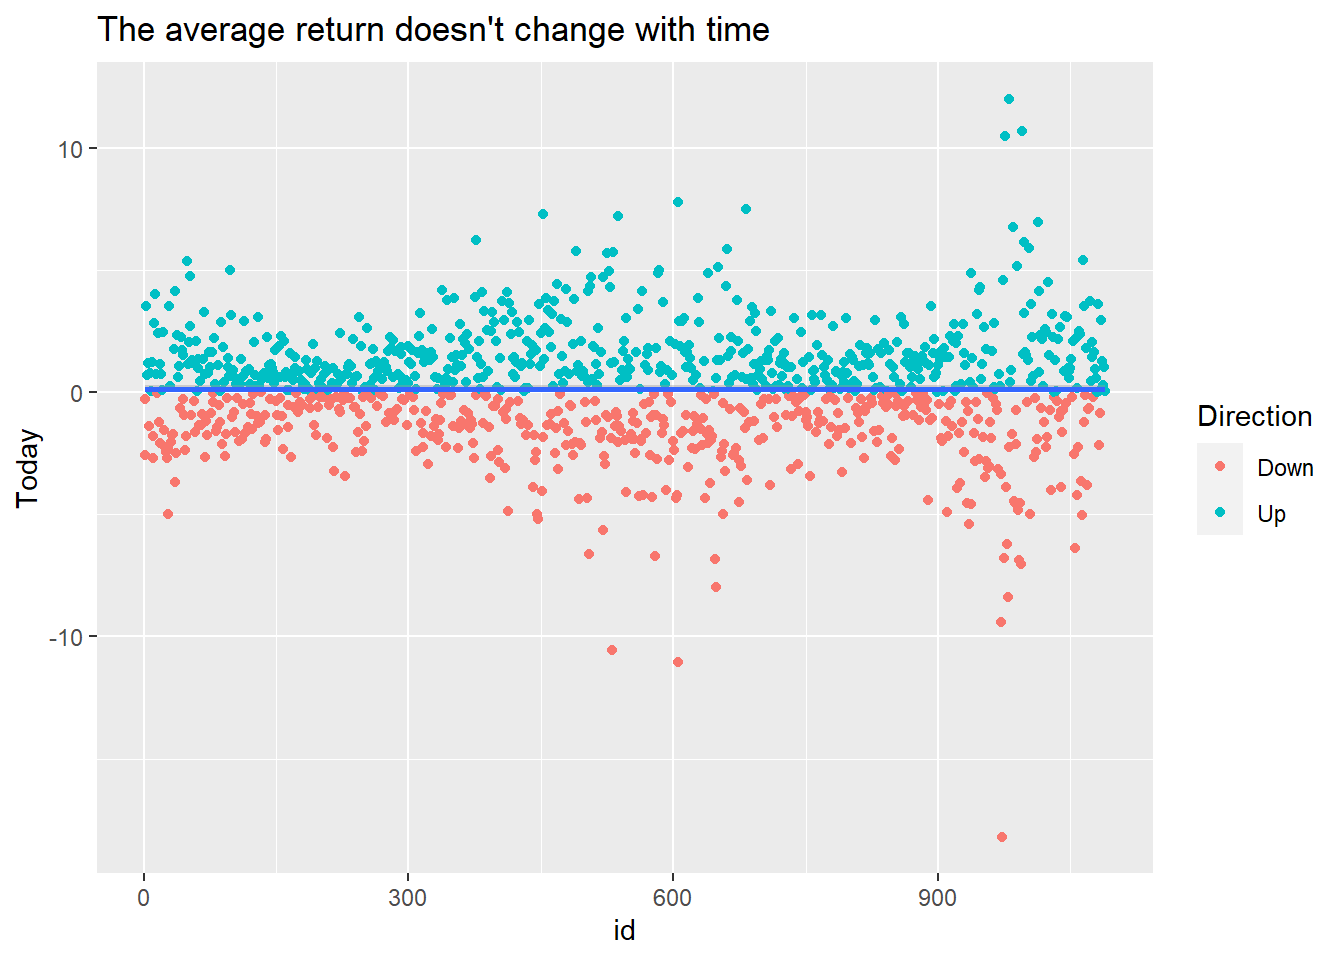 The average return doesn't change with time
10
0
-10
Today
0
300
600
900
id
Direction
Down
Up